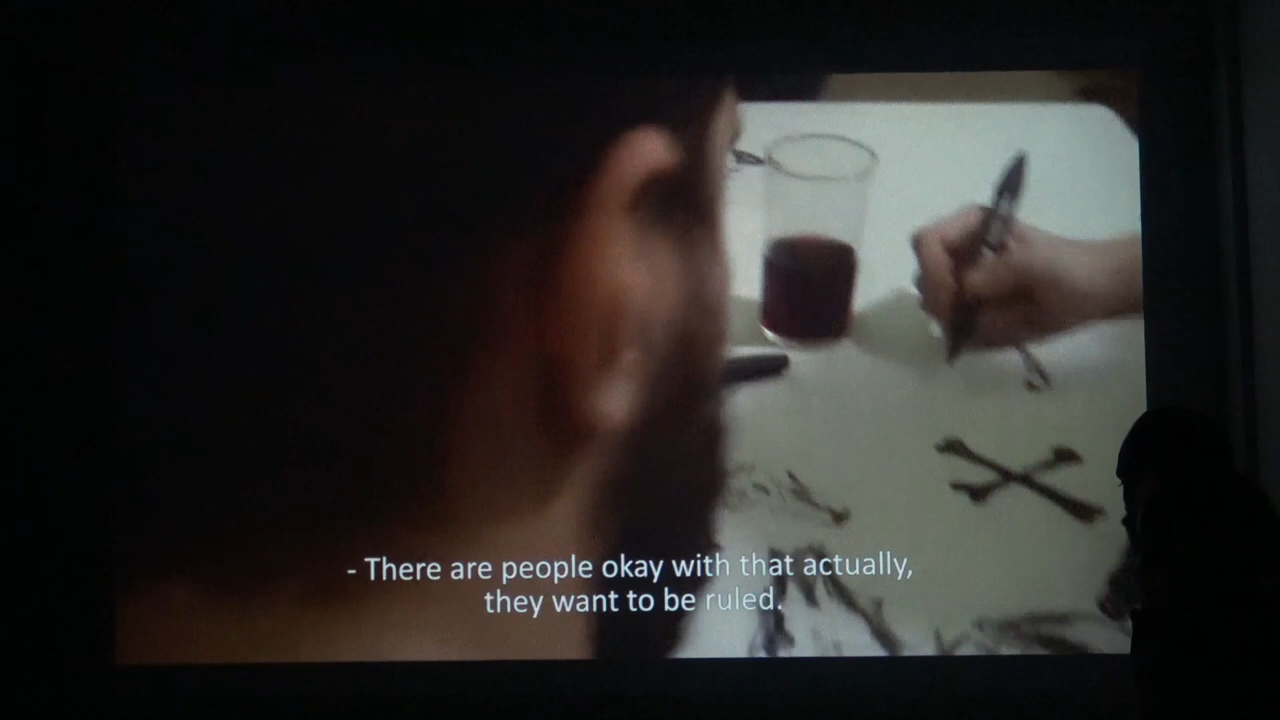 - There are people okay with that actually,
they want to be ruled.